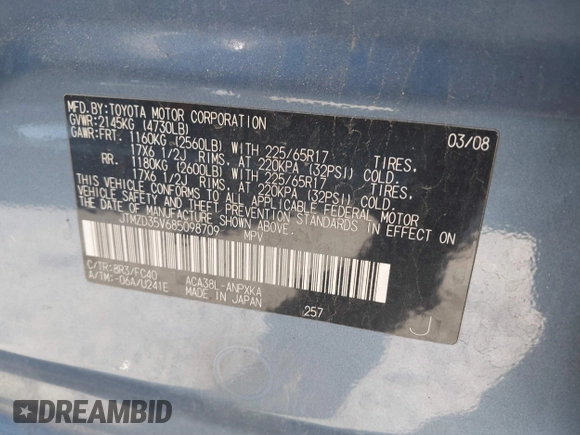 MFD.BY:TOYOTA MOTOR CORPORATION 03/08
GVWR:2145KG (4730LB)
GAWR:FRT. 1160KG (2560LB) WITH 225/65R17 TIRES,
17X6 1/2J RIMS, AT 220KPA (32PSI) COLD.
RR. 1180KG (2600LB) WITH 225/65R17 TIRES,
17X6 1/2J RIMS, AT 220KPA (32PSI) COLD.
THIS VEHICLE CONFORMS TO ALL APPLICABLE FEDERAL MOTOR
VEHICLE SAFETY AND THEFT PREVENTION STANDARDS IN EFFECT ON
THE DATE OF MANUFACTURE SHOWN ABOVE.
JTMZD35V685098709 MPV
C/TR:8R3/FC40 ACA38L-ANPXKA
A/TM:-06A/U241E MADE IN JAPAN 257 J
DREAMBID